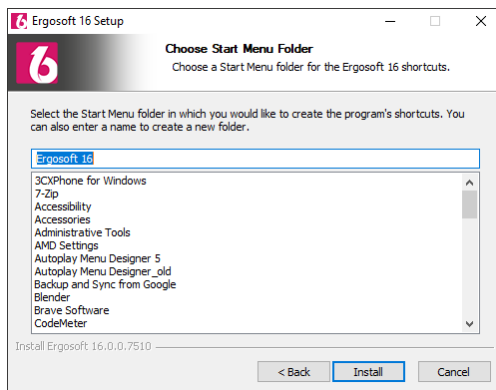 Ergosoft 16 Setup
Choose Start Menu Folder
Choose a Start Menu folder for the Ergosoft 16 shortcuts.
Select the Start Menu folder in which you would like to create the program's shortcuts. You
can also enter a name to create a new folder.
Ergosoft 16
3CXPhone for Windows
7-Zip
Accessibility
Accessories
Administrative Tools
AMD Settings
Autoplay Menu Designer 5
Autoplay Menu Designer_old
Backup and Sync from Google
Blender
Brave Software
CodeMeter
Install Ergosoft 16.0.0.7510
< Back
Install
Cancel